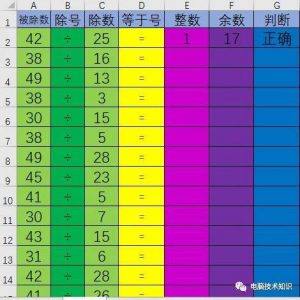 A B C D E F G
1 被除数 除号 除数 等于号 整数 余数 判断
2 42 ÷ 25 = 1 17 正确
3 38 ÷ 16 =
4 49 ÷ 13 =
5 38 ÷ 3 =
6 30 ÷ 15 =
7 38 ÷ 5 =
8 49 ÷ 28 =
9 45 ÷ 23 =
10 41 ÷ 5 =
11 30 ÷ 7 =
12 43 ÷ 15 =
13 31 ÷ 6 =
14 42 ÷ 28 =
26
电脑技术知识